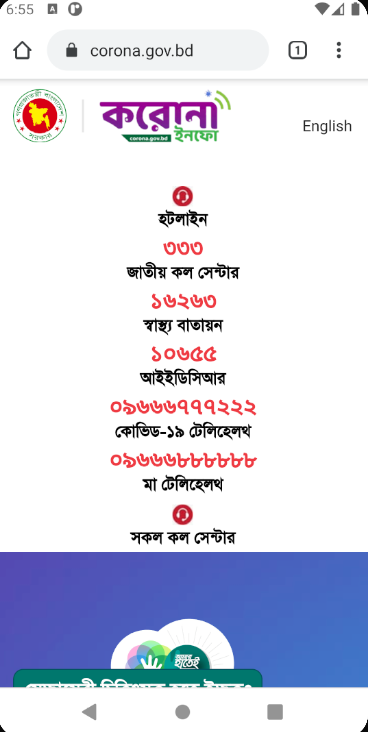 6:55
corona.gov.bd
1
করোনা
ইনফো
corona.gov.bd
English
হটলাইন
৩৩৩
জাতীয় কল সেন্টার
১৬২৬৩
স্বাস্থ্য বাতায়ন
১০৬৫৫
আইইডিসিআর
০৯৬৬৬৭৭৭২২২
কোভিড-১৯ টেলিহেলথ
০৯৬৬৬৮৮৮৮৮৮
মা টেলিহেলথ
সকল কল সেন্টার